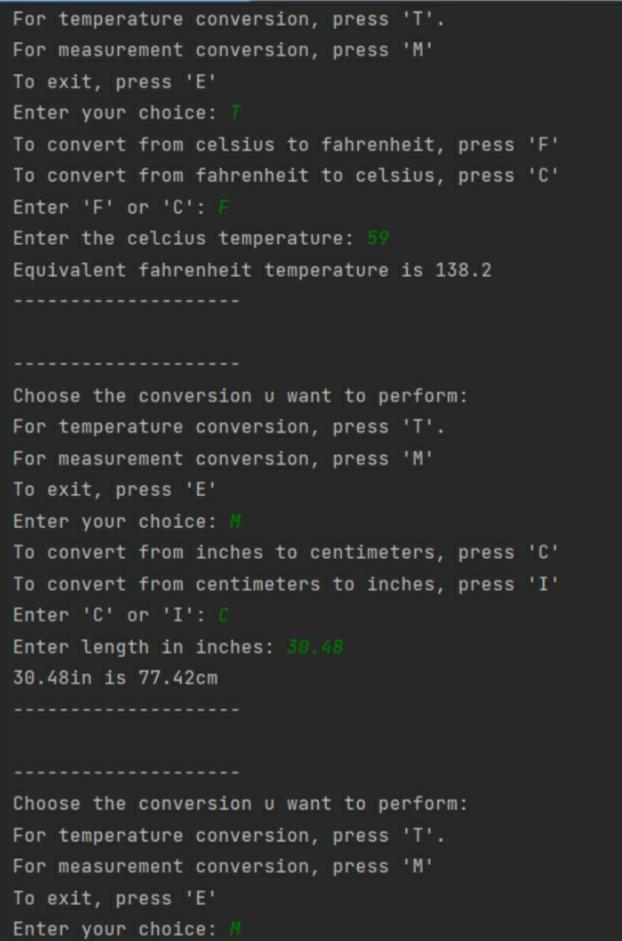 For temperature conversion, press 'T'.
For measurement conversion, press 'M'
To exit, press 'E'
Enter your choice: T
To convert from celsius to fahrenheit, press 'F'
To convert from fahrenheit to celsius, press 'C'
Enter 'F' or 'C': F
Enter the celcius temperature: 59
Equivalent fahrenheit temperature is 138.2
--------------------
--------------------
Choose the conversion u want to perform:
For temperature conversion, press 'T'.
For measurement conversion, press 'M'
To exit, press 'E'
Enter your choice: M
To convert from inches to centimeters, press 'C'
To convert from centimeters to inches, press 'I'
Enter 'C' or 'I': C
Enter length in inches: 30.48
30.48in is 77.42cm
--------------------
--------------------
Choose the conversion u want to perform:
For temperature conversion, press 'T'.
For measurement conversion, press 'M'
To exit, press 'E'
Enter your choice: M